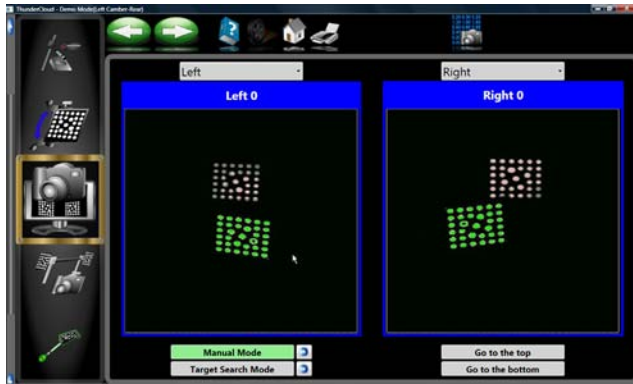 ThunderCloud - Demo Mode(Left Camber-Rear)
Left
Right
Left 0
Right 0
Manual Mode
Go to the top
Target Search Mode
Go to the bottom